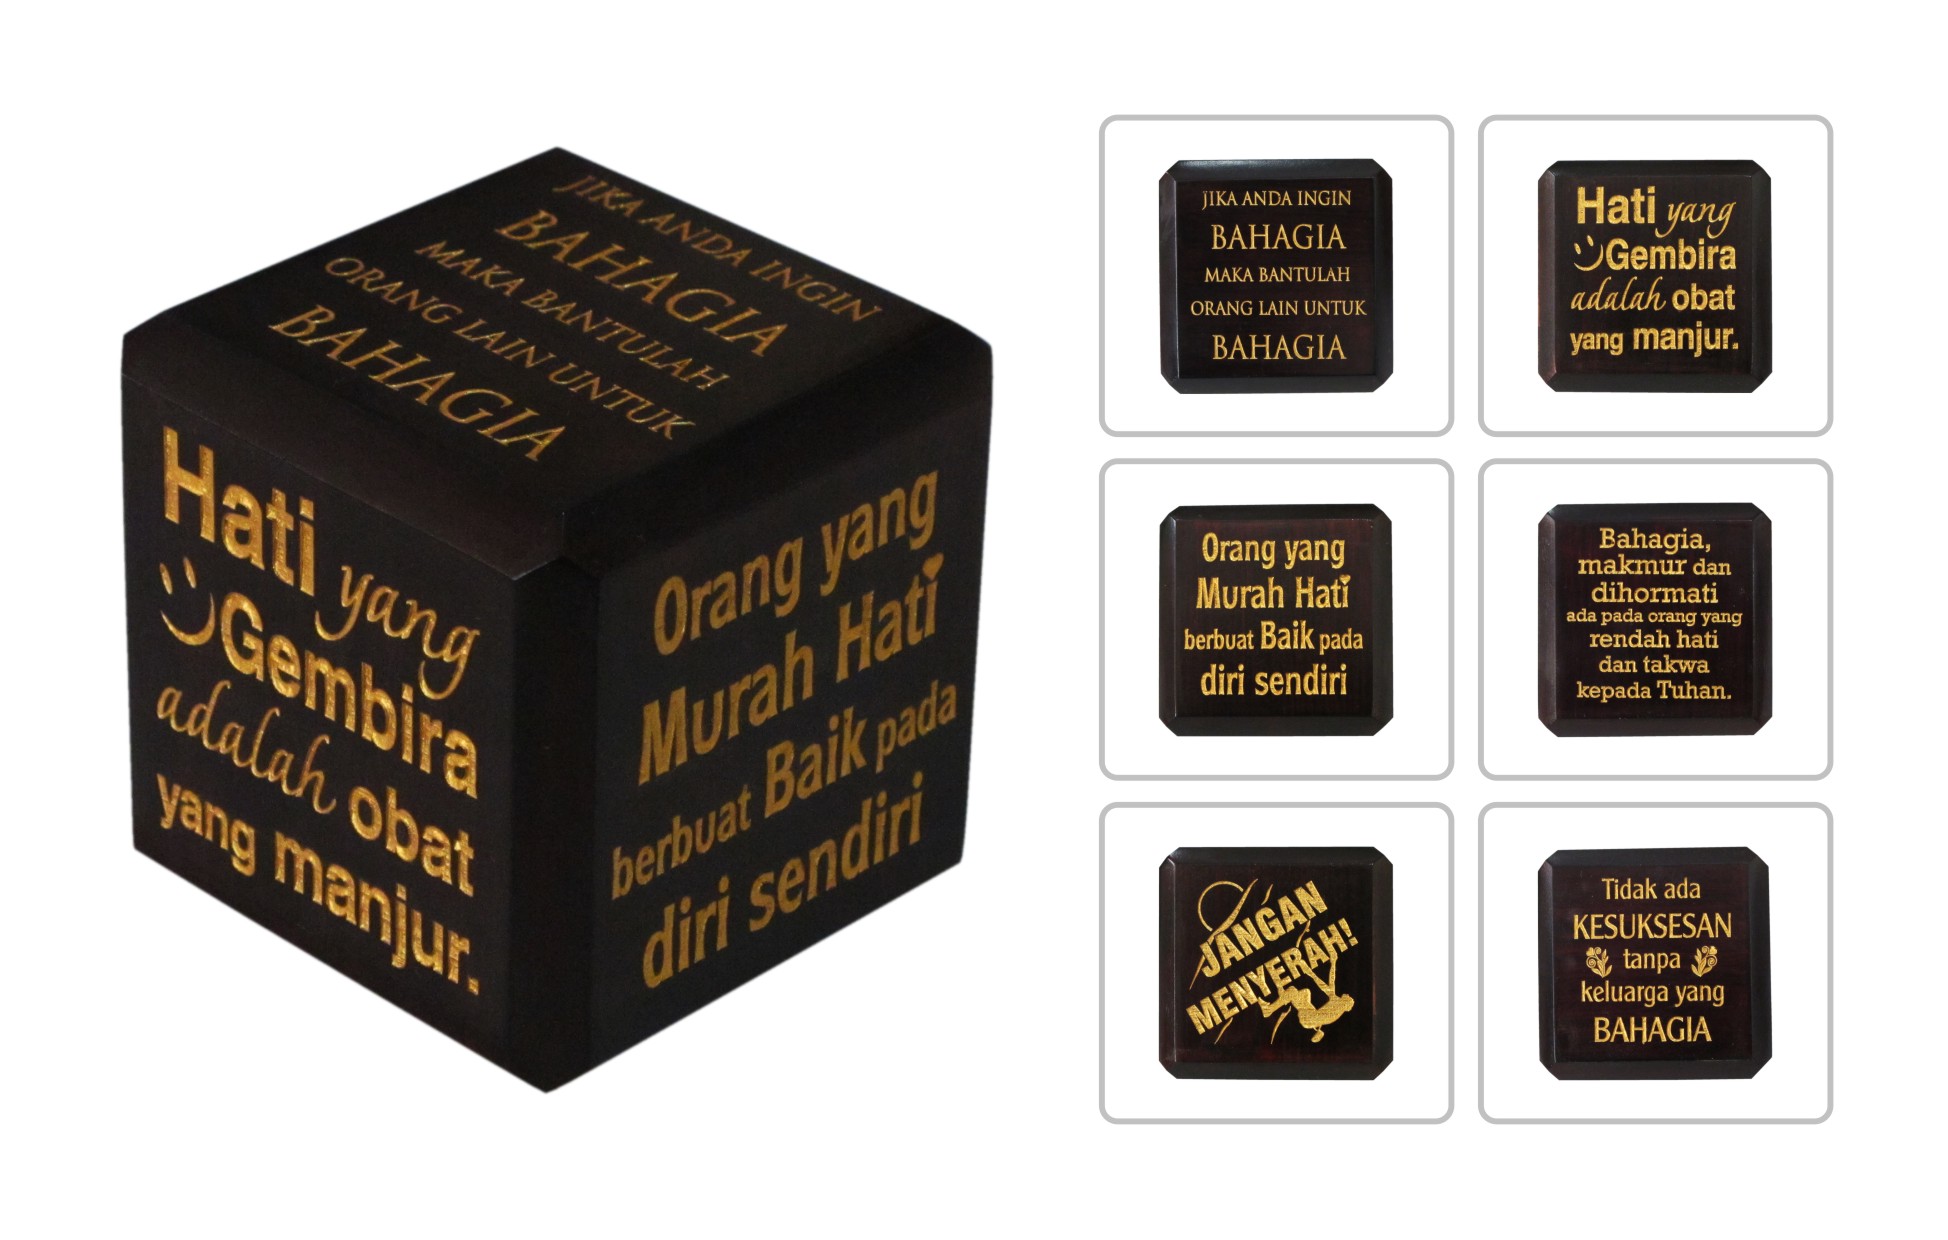 JIKA ANDA INGIN
BAHAGIA
MAKA BANTULAH
ORANG LAIN UNTUK
BAHAGIA
Hati yang
Gembira
adalah obat
yang manjur.
Orang yang
Murah Hati
berbuat Baik pada
diri sendiri
JIKA ANDA INGIN
BAHAGIA
MAKA BANTULAH
ORANG LAIN UNTUK
BAHAGIA
Hati yang
Gembira
adalah obat
yang manjur.
Orang yang
Murah Hati
berbuat Baik pada
diri sendiri
Bahagia,
makmur dan
dihormati
ada pada orang yang
rendah hati
dan takwa
kepada Tuhan.
JANGAN
MENYERAH!
Tidak ada
KESUKSESAN
tanpa
keluarga yang
BAHAGIA